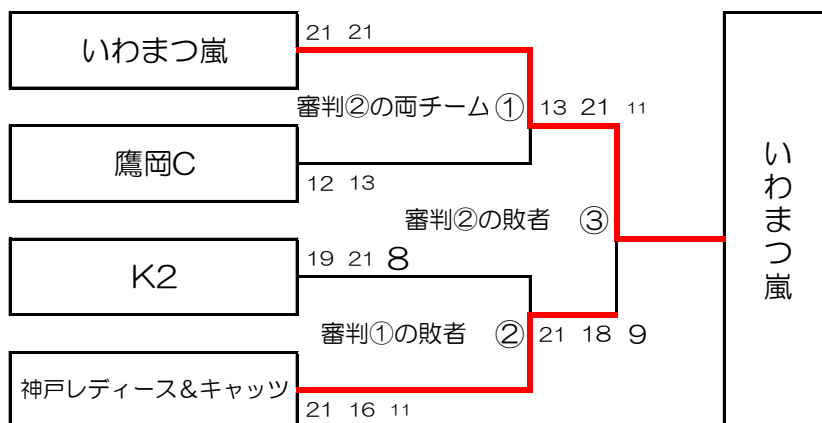 21 21
いわまつ嵐
審判②の両チーム ① 13 21 11
鷹岡C
12 13
審判②の敗者 ③
いわまつ嵐
19 21 8
K2
審判①の敗者 ② 21 18 9
神戸レディース&キャッツ
21 16 11